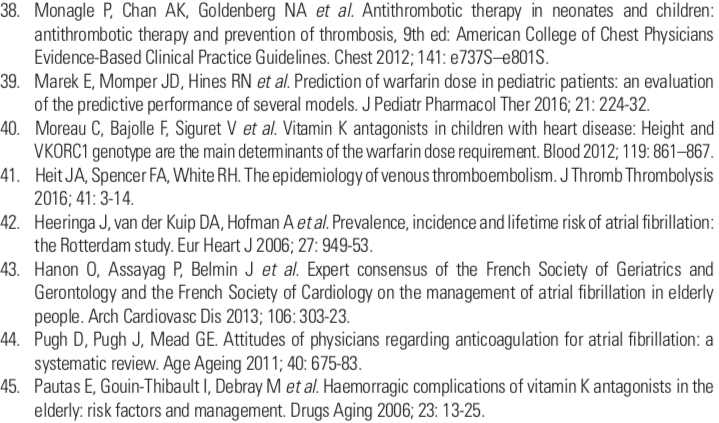 38. Monagle P, Chan AK, Goldenberg NA et al. Antithrombotic therapy in neonates and children:
antithrombotic therapy and prevention of thrombosis, 9th ed: American College of Chest Physicians
Evidence-Based Clinical Practice Guidelines. Chest 2012; 141: e737S–e801S.
39. Marek E, Momper JD, Hines RN et al. Prediction of warfarin dose in pediatric patients: an evaluation
of the predictive performance of several models. J Pediatr Pharmacol Ther 2016; 21: 224-32.
40. Moreau C, Bajolle F, Siguret V et al. Vitamin K antagonists in children with heart disease: Height and
VKORC1 genotype are the main determinants of the warfarin dose requirement. Blood 2012; 119: 861–867.
41. Heit JA, Spencer FA, White RH. The epidemiology of venous thromboembolism. J Thromb Thrombolysis
2016; 41: 3-14.
42. Heeringa J, van der Kuip DA, Hofman A et al. Prevalence, incidence and lifetime risk of atrial fibrillation:
the Rotterdam study. Eur Heart J 2006; 27: 949-53.
43. Hanon O, Assayag P, Belmin J et al. Expert consensus of the French Society of Geriatrics and
Gerontology and the French Society of Cardiology on the management of atrial fibrillation in elderly
people. Arch Cardiovasc Dis 2013; 106: 303-23.
44. Pugh D, Pugh J, Mead GE. Attitudes of physicians regarding anticoagulation for atrial fibrillation: a
systematic review. Age Ageing 2011; 40: 675-83.
45. Pautas E, Gouin-Thibault I, Debray M et al. Haemorragic complications of vitamin K antagonists in the
elderly: risk factors and management. Drugs Aging 2006; 23: 13-25.